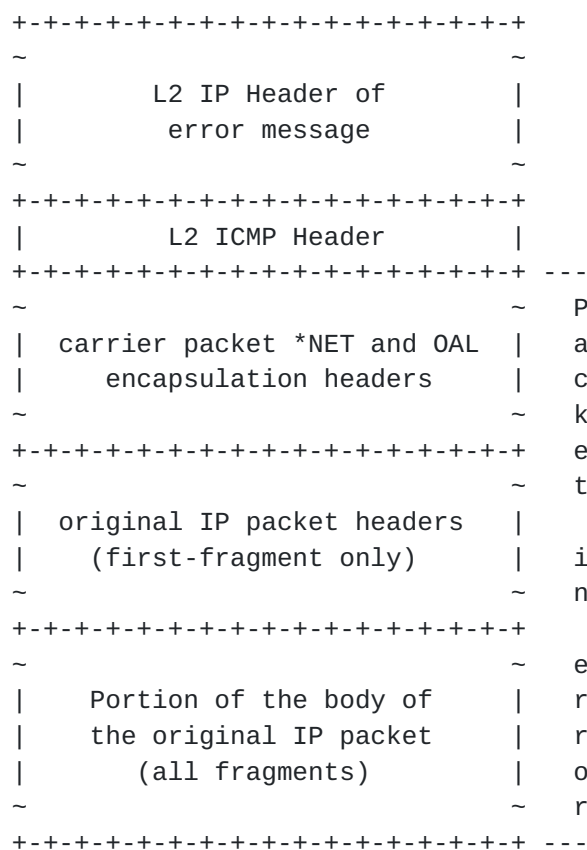 +-+-+-+-+-+-+-+-+-+-+-+-+-+-+-+-+
~                               ~
|        L2 IP Header of        |
|         error message         |
~                               ~
+-+-+-+-+-+-+-+-+-+-+-+-+-+-+-+-+
|         L2 ICMP Header        |
+-+-+-+-+-+-+-+-+-+-+-+-+-+-+-+-+ ---
~                               ~   P
|  carrier packet *NET and OAL  |   a
|     encapsulation headers     |   c
~                               ~   k
+-+-+-+-+-+-+-+-+-+-+-+-+-+-+-+-+   e
~                               ~   t
|  original IP packet headers   |
|    (first-fragment only)      |   i
~                               ~   n
+-+-+-+-+-+-+-+-+-+-+-+-+-+-+-+-+
~                               ~   e
|    Portion of the body of     |   r
|    the original IP packet     |   r
|       (all fragments)         |   o
~                               ~   r
+-+-+-+-+-+-+-+-+-+-+-+-+-+-+-+-+ ---